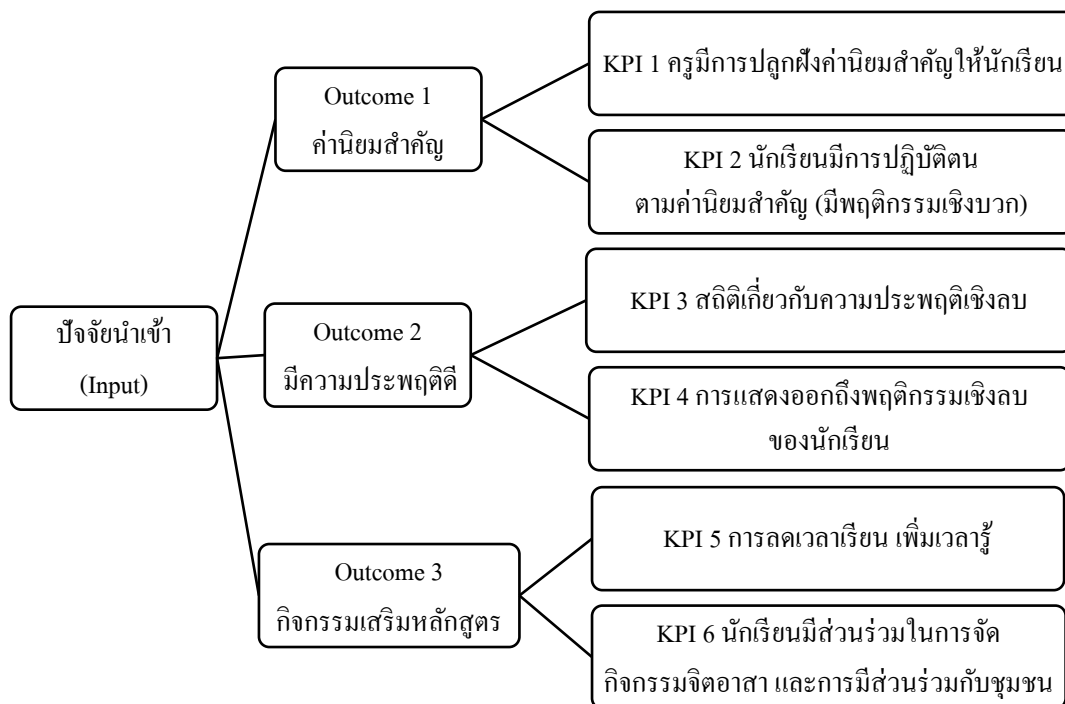 ปัจจัยนำเข้า
(Input)
Outcome 1
ค่านิยมสำคัญ
KPI 1 ครูมีการปลูกฝังค่านิยมสำคัญให้นักเรียน
KPI 2 นักเรียนมีการปฏิบัติตน
ตามค่านิยมสำคัญ (มีพฤติกรรมเชิงบวก)
Outcome 2
มีความประพฤติดี
KPI 3 สถิติเกี่ยวกับความประพฤติเชิงลบ
KPI 4 การแสดงออกถึงพฤติกรรมเชิงลบ
ของนักเรียน
Outcome 3
กิจกรรมเสริมหลักสูตร
KPI 5 การลดเวลาเรียน เพิ่มเวลารู้
KPI 6 นักเรียนมีส่วนร่วมในการจัด
กิจกรรมจิตอาสา และการมีส่วนร่วมกับชุมชน